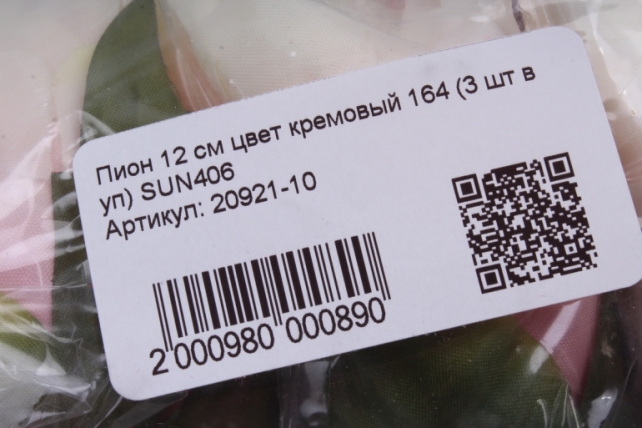 Пион 12 см цвет кремовый 164 (3 шт в
уп) SUN406
Артикул: 20921-10
2 000980 000890